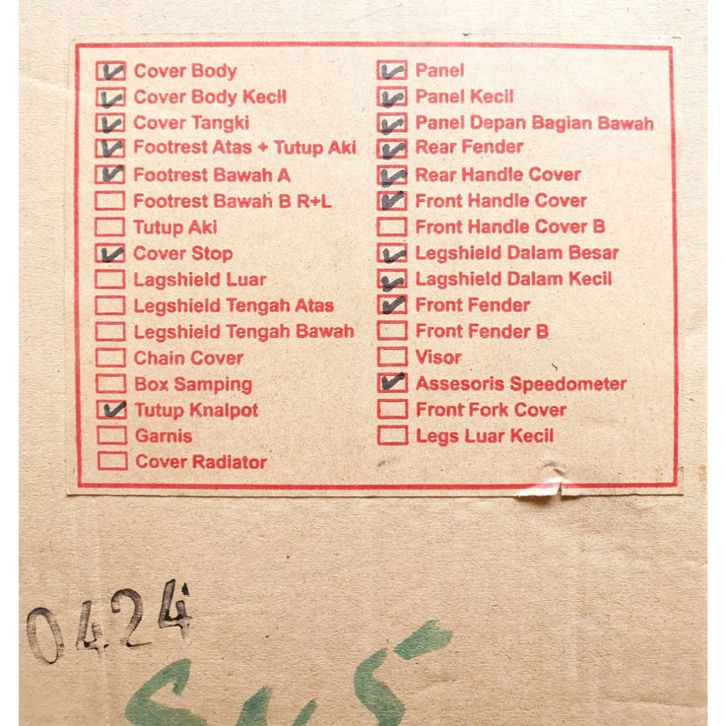 Cover Body
Cover Body Kecil
Cover Tangki
Footrest Atas + Tutup Aki
Footrest Bawah A
Footrest Bawah B R+L
Tutup Aki
Cover Stop
Lagshield Luar
Legshield Tengah Atas
Legshield Tengah Bawah
Chain Cover
Box Samping
Tutup Knalpot
Garnis
Cover Radiator
Panel
Panel Kecil
Panel Depan Bagian Bawah
Rear Fender
Rear Handle Cover
Front Handle Cover
Front Handle Cover B
Legshield Dalam Besar
Lagshield Dalam Kecil
Front Fender
Front Fender B
Visor
Assesoris Speedometer
Front Fork Cover
Legs Luar Kecil
0424